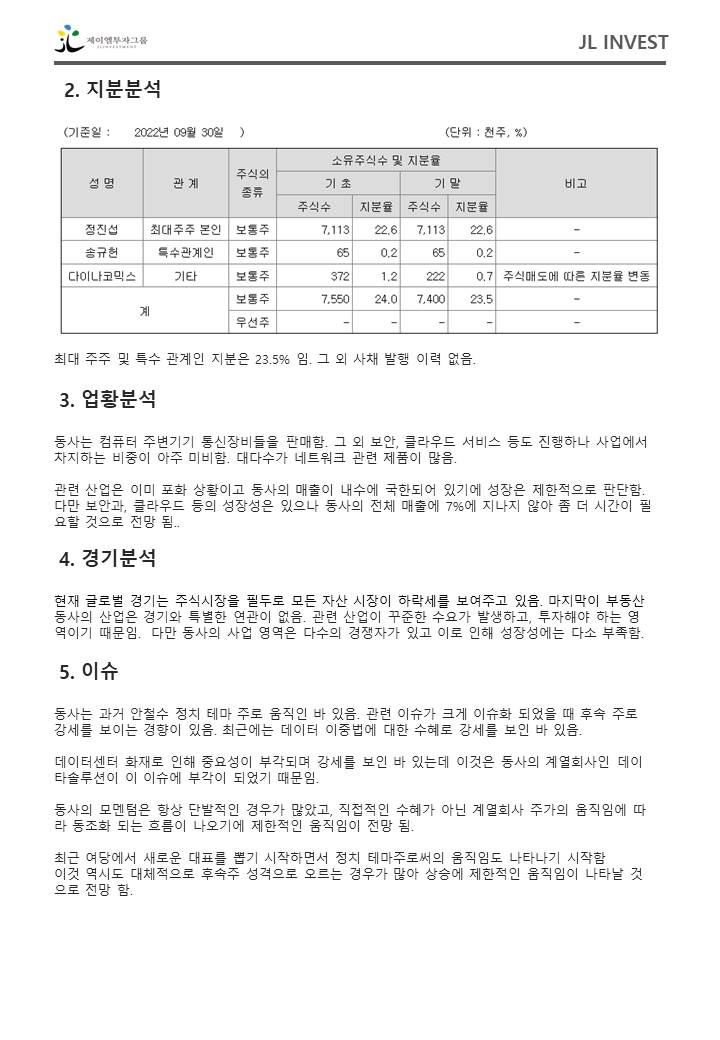 제이엘투자그룹
JLINVESTMENT
JL INVEST
2. 지분분석
(기준일 : 2022년 09월 30일 )
(단위 : 천주, %)
성 명 관 계 주식의 종류 소유주식수 및 지분율 비고
기 초 기 말
주식수 지분율 주식수 지분율
정진섭 최대주주 본인 보통주 7,113 22.6 7,113 22.6 -
송규헌 특수관계인 보통주 65 0.2 65 0.2 -
다이나코믹스 기타 보통주 372 1.2 222 0.7 주식매도에 따른 지분율 변동
계 보통주 7,550 24.0 7,400 23.5 -
우선주 - - - - -
최대 주주 및 특수 관계인 지분은 23.5% 임. 그 외 사채 발행 이력 없음.
3. 업황분석
동사는 컴퓨터 주변기기 통신장비들을 판매함. 그 외 보안, 클라우드 서비스 등도 진행하나 사업에서
차지하는 비중이 아주 미비함. 대다수가 네트워크 관련 제품이 많음.
관련 산업은 이미 포화 상황이고 동사의 매출이 내수에 국한되어 있기에 성장은 제한적으로 판단함.
다만 보안과, 클라우드 등의 성장성은 있으나 동사의 전체 매출에 7%에 지나지 않아 좀 더 시간이 필
요할 것으로 전망 됨..
4. 경기분석
현재 글로벌 경기는 주식시장을 필두로 모든 자산 시장이 하락세를 보여주고 있음. 마지막이 부동산
동사의 산업은 경기와 특별한 연관이 없음. 관련 산업이 꾸준한 수요가 발생하고, 투자해야 하는 영
역이기 때문임. 다만 동사의 사업 영역은 다수의 경쟁자가 있고 이로 인해 성장성에는 다소 부족함.
5. 이슈
동사는 과거 안철수 정치 테마 주로 움직인 바 있음. 관련 이슈가 크게 이슈화 되었을 때 후속 주로
강세를 보이는 경향이 있음. 최근에는 데이터 이중법에 대한 수혜로 강세를 보인 바 있음.
데이터센터 화재로 인해 중요성이 부각되며 강세를 보인 바 있는데 이것은 동사의 계열회사인 데이
타솔루션이 이 이슈에 부각이 되었기 때문임.
동사의 모멘텀은 항상 단발적인 경우가 많았고, 직접적인 수혜가 아닌 계열회사 주가의 움직임에 따
라 동조화 되는 흐름이 나오기에 제한적인 움직임이 전망 됨.
최근 여당에서 새로운 대표를 뽑기 시작하면서 정치 테마주로써의 움직임도 나타나기 시작함
이것 역시도 대체적으로 후속주 성격으로 오르는 경우가 많아 상승에 제한적인 움직임이 나타날 것
으로 전망 함.